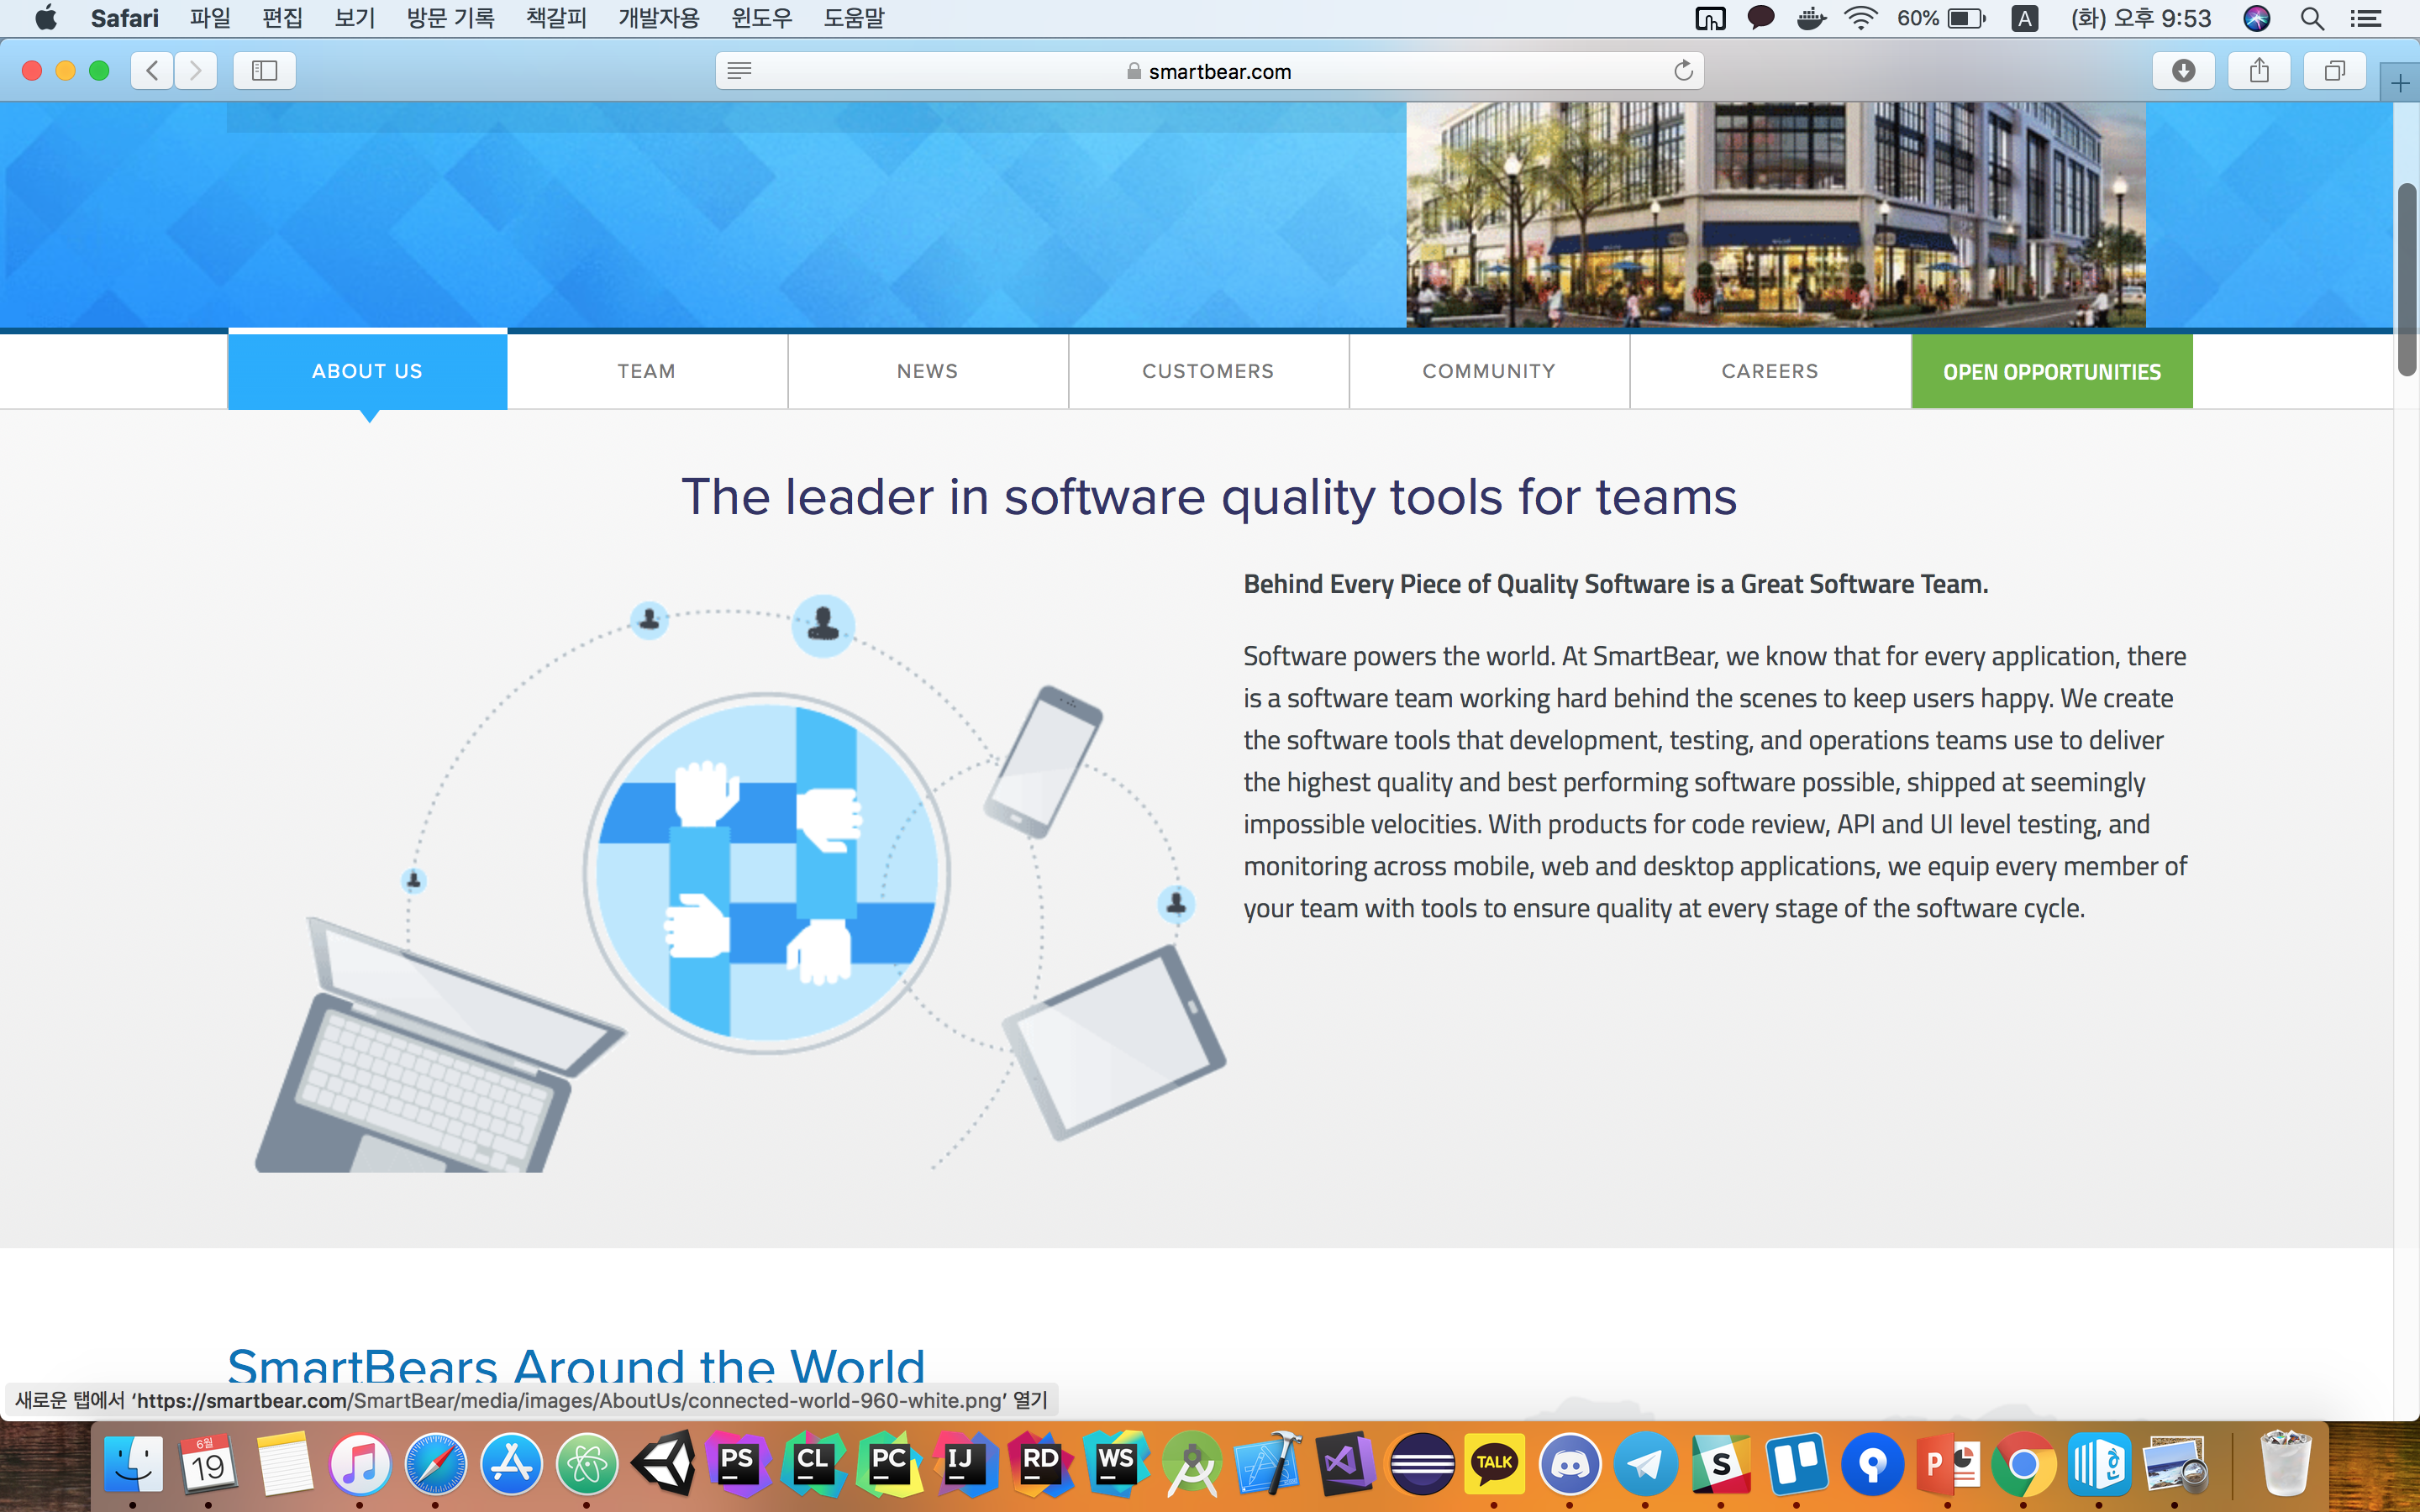 Safari 파일 편집 보기 방문 기록 책갈피 개발자용 윈도우 도움말 60% A (화) 오후 9:53
smartbear.com
ABOUT US TEAM NEWS CUSTOMERS COMMUNITY CAREERS OPEN OPPORTUNITIES
The leader in software quality tools for teams
Behind Every Piece of Quality Software is a Great Software Team.
Software powers the world. At SmartBear, we know that for every application, there
is a software team working hard behind the scenes to keep users happy. We create
the software tools that development, testing, and operations teams use to deliver
the highest quality and best performing software possible, shipped at seemingly
impossible velocities. With products for code review, API and UI level testing, and
monitoring across mobile, web and desktop applications, we equip every member of
your team with tools to ensure quality at every stage of the software cycle.
SmartBears Around the World
새로운 탭에서 ‘https://smartbear.com/SmartBear/media/images/AboutUs/connected-world-960-white.png’ 열기
6월
19 PS CL PC IJ RD WS TALK S P 한